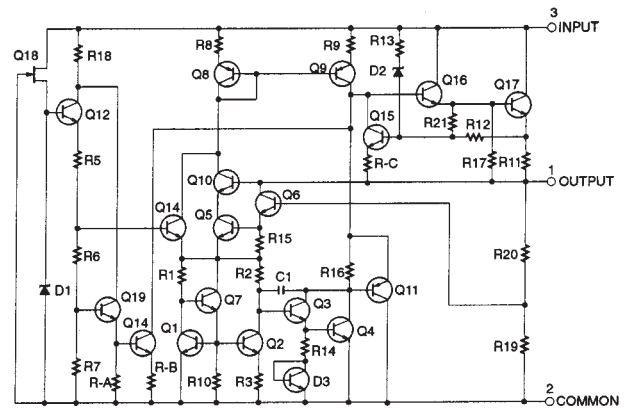 3
INPUT
Q18
R18
R8
R9
R13
D2
Q8
Q9
Q16
Q17
Q12
Q15
R21
R12
R5
R-C
R17
R11
1
OUTPUT
Q10
Q6
Q14
Q5
R15
R20
R6
R1
R2
C1
R16
Q11
D1
Q7
Q19
Q3
Q14
Q1
Q2
R14
Q4
R7
R-A
R-B
R10
R3
D3
R19
2
COMMON